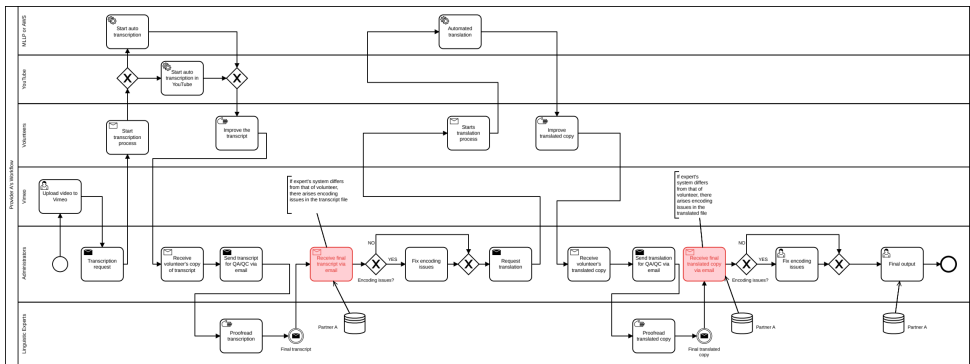 Provider A's Workflow
MLLP or AWS
Start auto
transcription
Automated
translation
YouTube
Start auto
transcription in
YouTube
Volunteers
Start
transcription
process
Improve the
transcript
Starts
translation
process
Improve
translated copy
Vimeo
Upload video to
Vimeo
If expert's system differs
from that of volunteer,
there arises encoding
issues in the transcript file
If expert's
system differs
from that of
volunteer, there
arises encoding
issues in the
translated file
Administrators
Transcription
request
Receive
volunteer's copy
of transcript
Send transcript
for QA/QC via
email
Receive final
transcript via
email
NO
YES
Encoding issues?
Fix encoding
issues
Request
translation
Receive
volunteer's
translated copy
Send translation
for QA/QC via
email
Receive final
translated copy via
email
NO
YES
Encoding issues?
Fix encoding
issues
Final output
Linguistic Experts
Proofread
transcription
Final transcript
Partner A
Proofread
translated copy
Final translated
copy
Partner A
Partner A